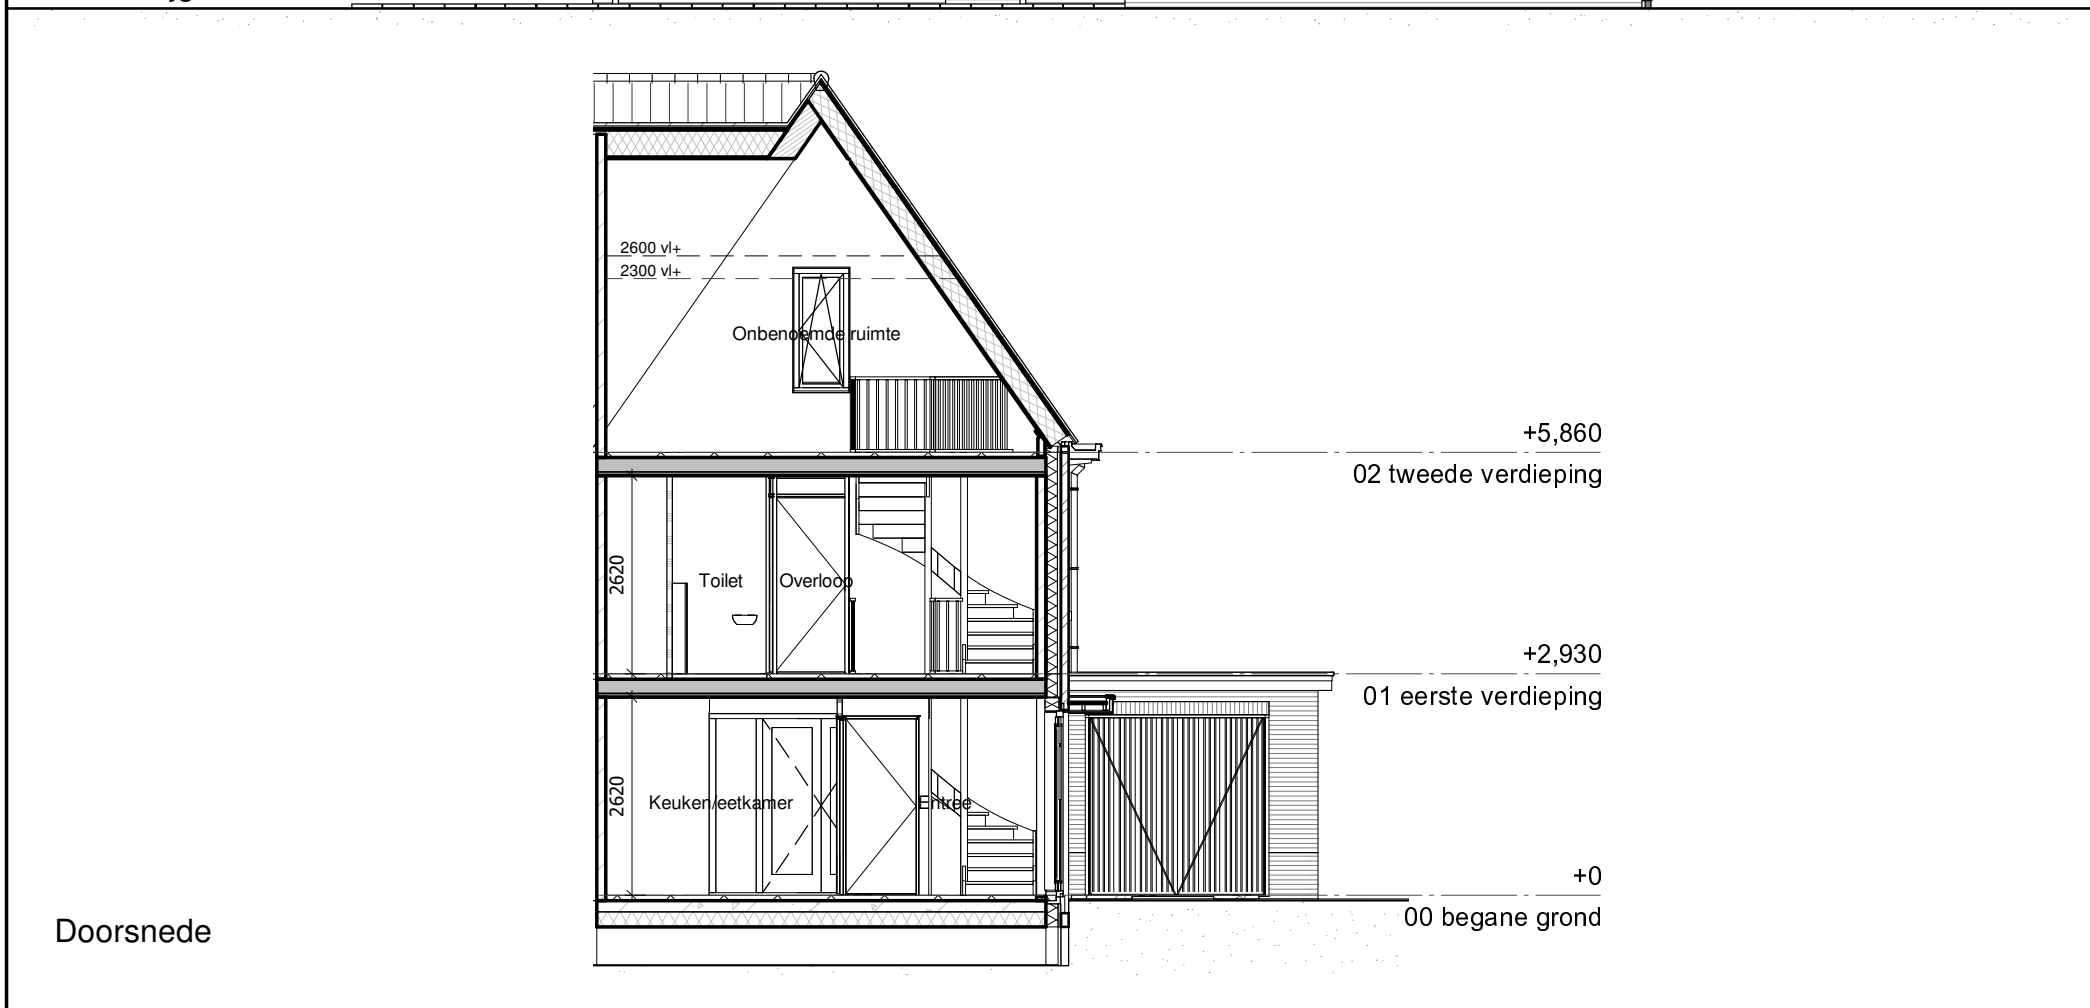 2600 vl+
2300 vl+
Onbenoemde ruimte
+5,860
02 tweede verdieping
2620
Toilet
Overloop
+2,930
01 eerste verdieping
2620
Keuken/eetkamer
Entree
+0
00 begane grond
Doorsnede